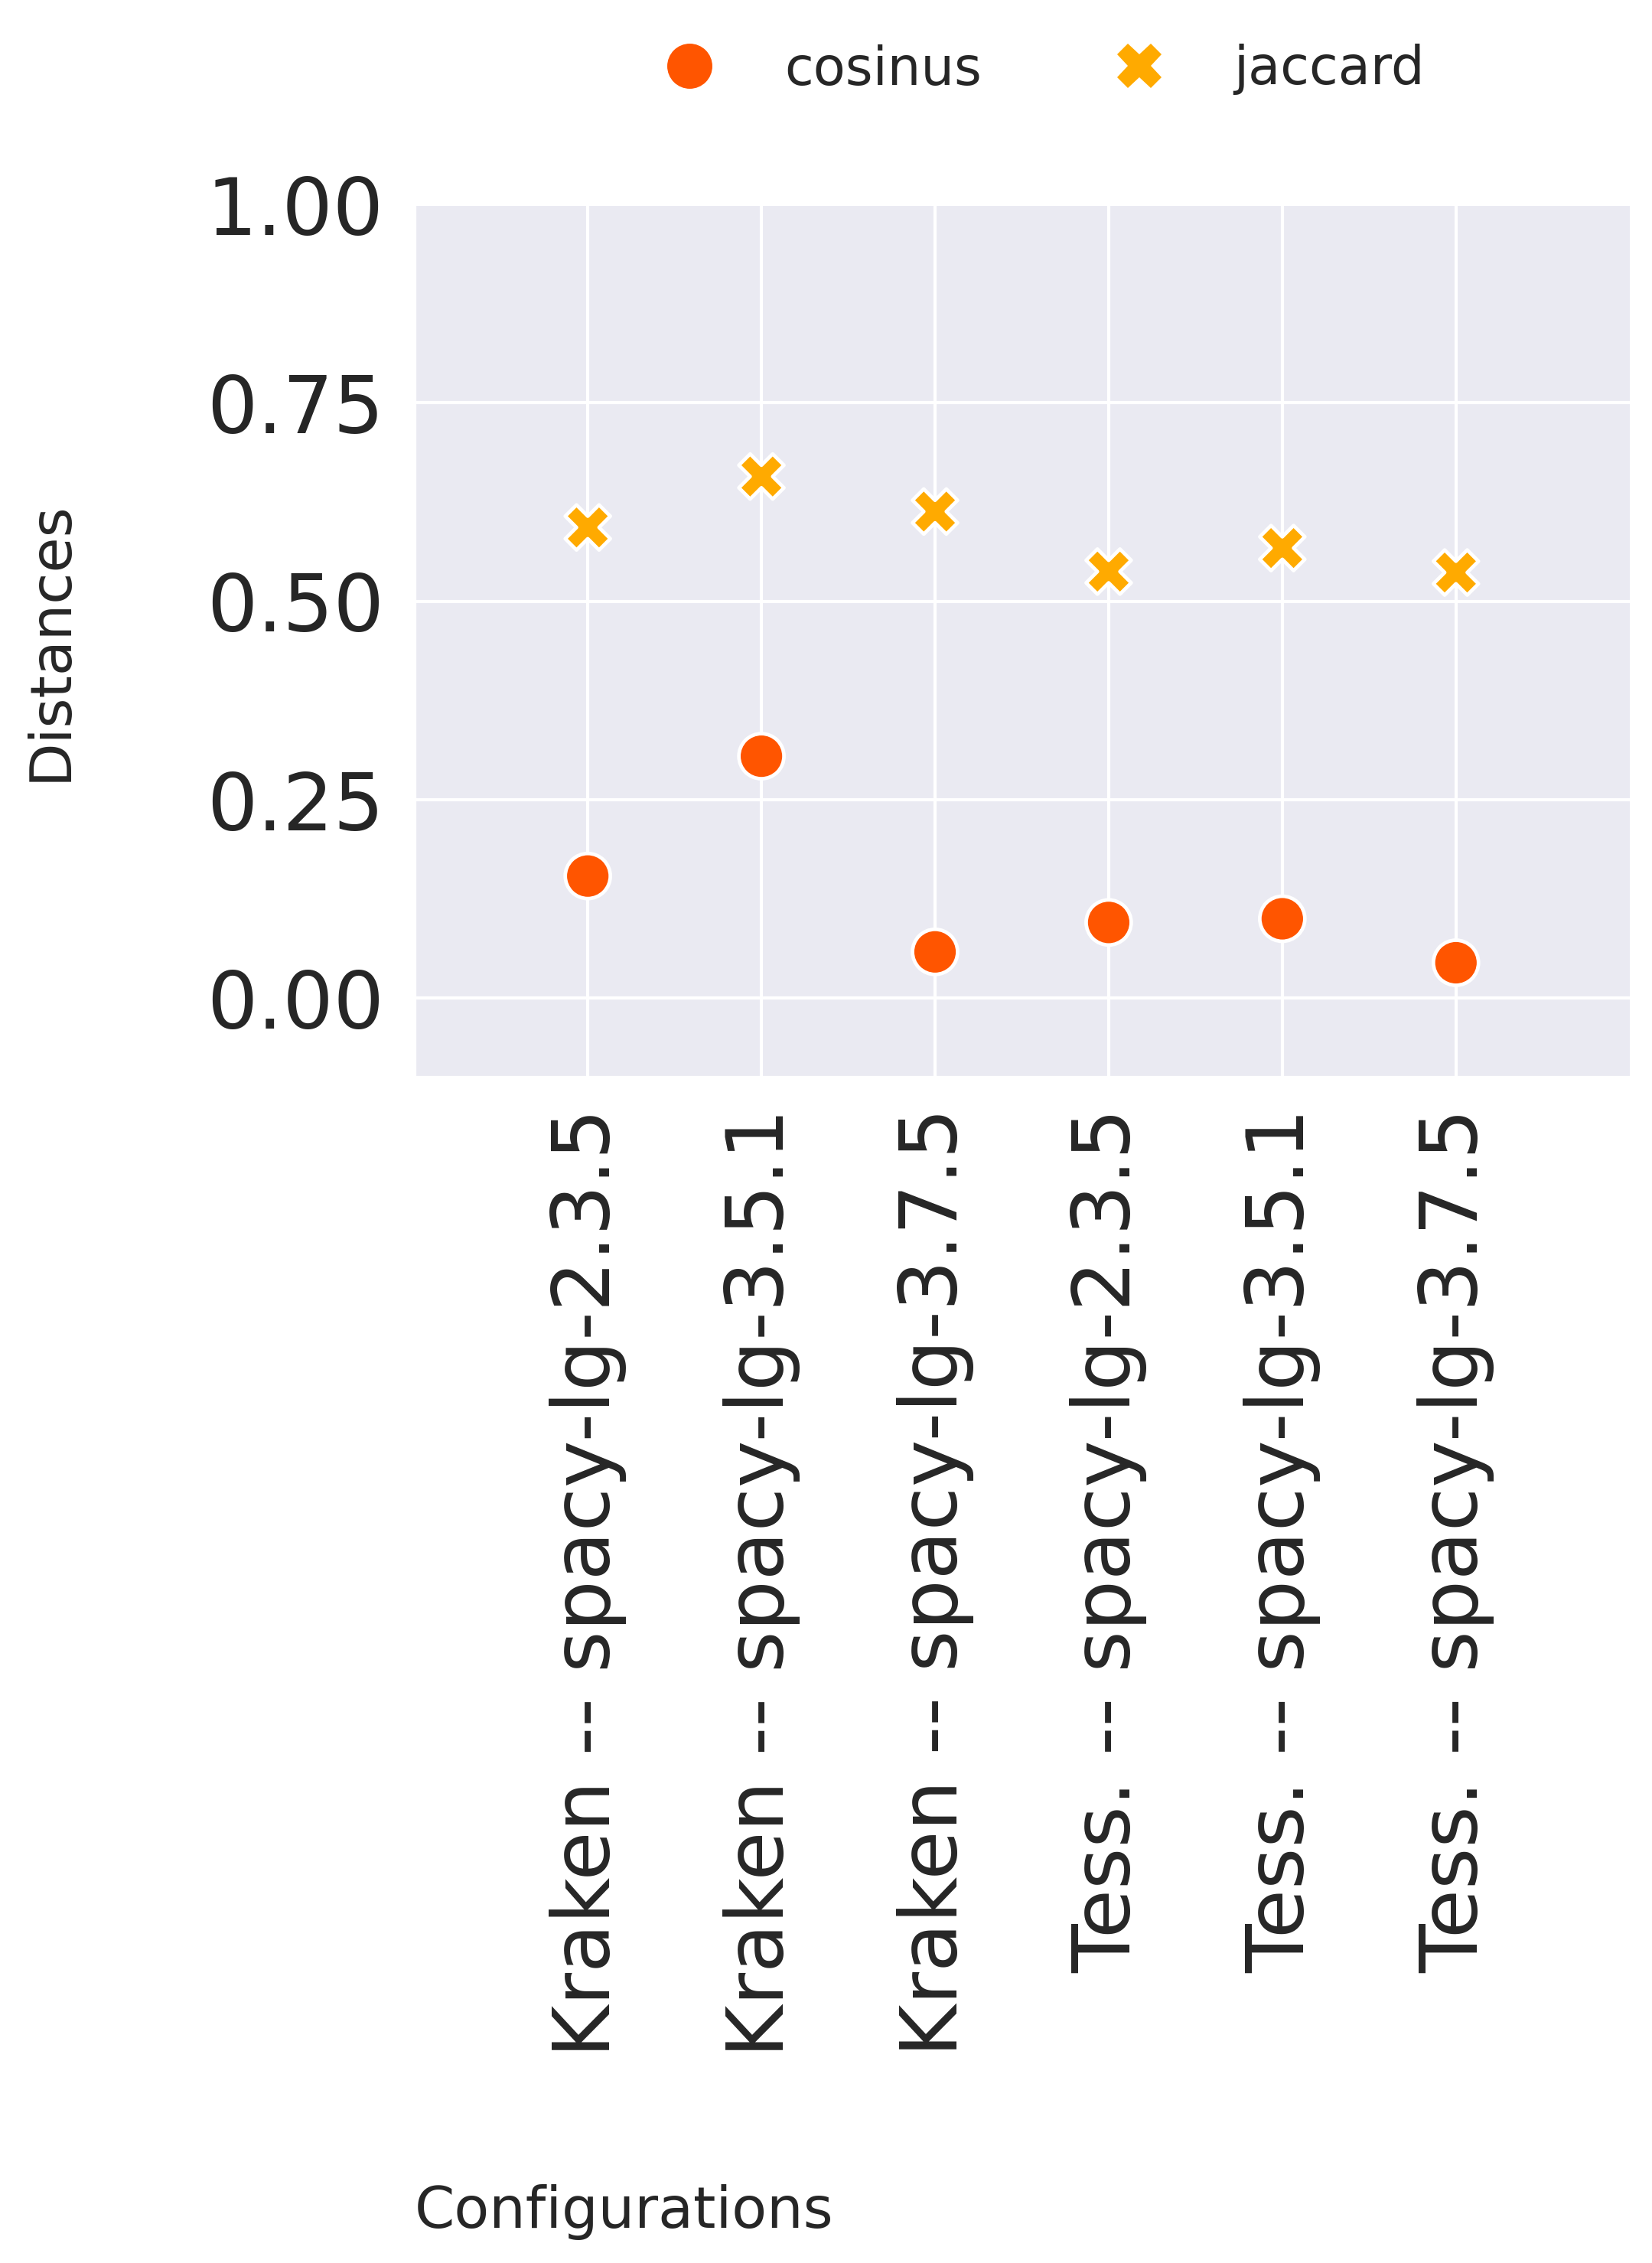 cosinus jaccard
1.00
0.75
0.50
0.25
0.00
Distances
Kraken -- spacy-lg-2.3.5
Kraken -- spacy-lg-3.5.1
Kraken -- spacy-lg-3.7.5
Tess. -- spacy-lg-2.3.5
Tess. -- spacy-lg-3.5.1
Tess. -- spacy-lg-3.7.5
Configurations